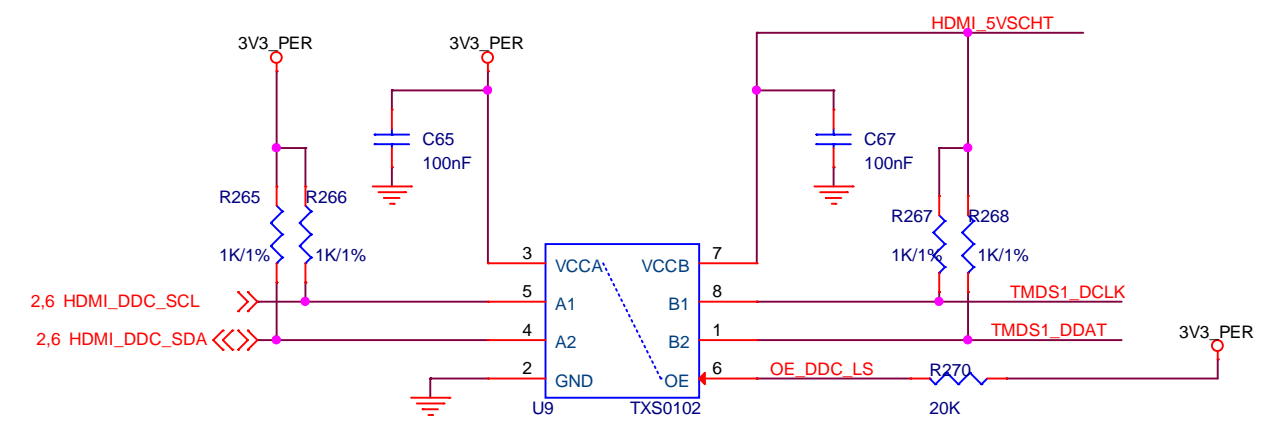 HDMI_5VSCHT
3V3_PER
3V3_PER
C65
100nF
C67
100nF
R265
R266
1K/1%
1K/1%
R267
R268
1K/1%
1K/1%
3
VCCA
VCCB
7
2,6 HDMI_DDC_SCL
5
A1
B1
8
TMDS1_DCLK
2,6 HDMI_DDC_SDA
4
A2
B2
1
TMDS1_DDAT
3V3_PER
2
GND
OE
6
OE_DDC_LS
R270
20K
U9
TXS0102